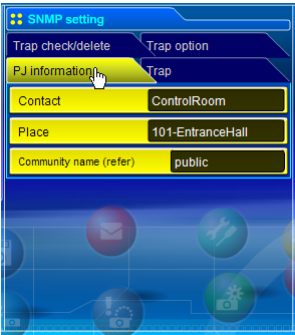 SNMP setting
Trap check/delete Trap option
PJ information Trap
Contact ControlRoom
Place 101-EntranceHall
Community name (refer) public